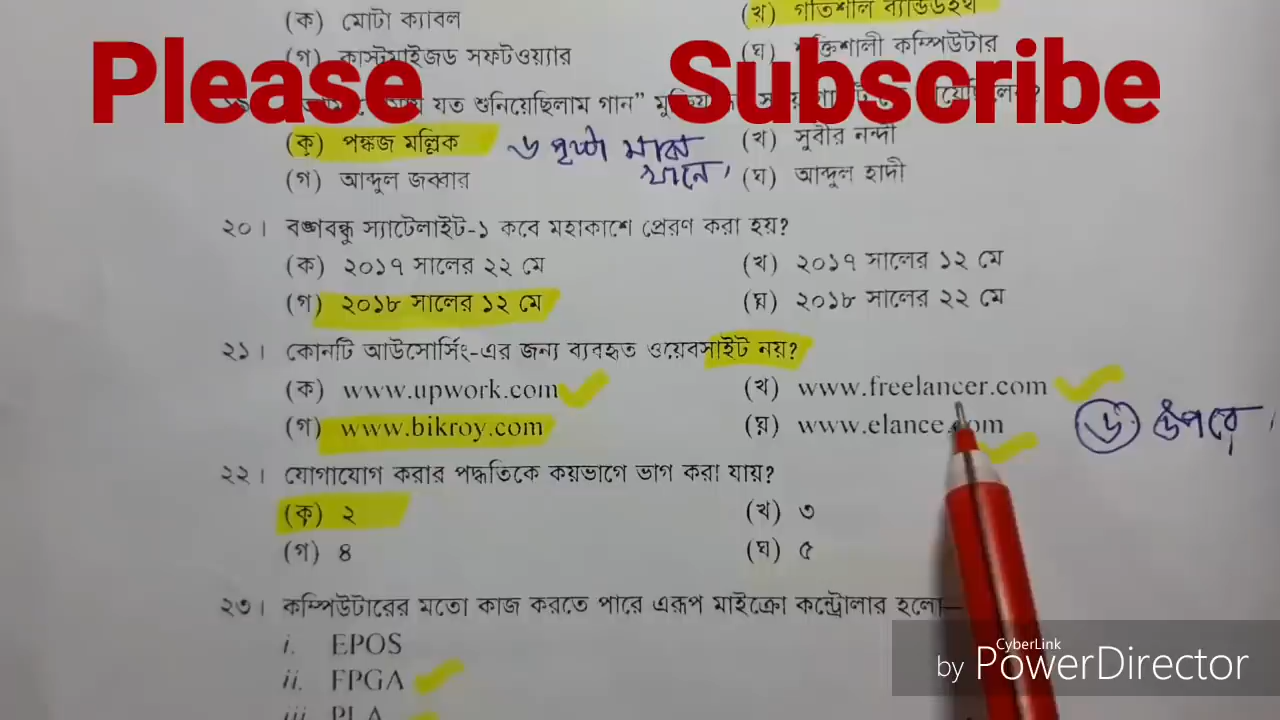 (ক) মোটা ক্যাবল (খ) গতিশীল ব্যান্ডউইথ
(গ) কাস্টমাইজড সফটওয়্যার (ঘ) শক্তিশালী কম্পিউটার
Please Subscribe
যত শুনিয়েছিলাম গান"
(ক) পঙ্কজ মল্লিক (খ) সুবীর নন্দী
৬ পৃষ্ঠা মাঝ
খানে
(গ) আব্দুল জব্বার (ঘ) আব্দুল হাদী
২০। বঙ্গবন্ধু স্যাটেলাইট-১ কবে মহাকাশে প্রেরণ করা হয়?
(ক) ২০১৭ সালের ২২ মে (খ) ২০১৭ সালের ১২ মে
(গ) ২০১৮ সালের ১২ মে (ঘ) ২০১৮ সালের ২২ মে
২১। কোনটি আউসোর্সিং-এর জন্য ব্যবহৃত ওয়েবসাইট নয়?
(ক) www.upwork.com (খ) www.freelancer.com
(গ) www.bikroy.com (ঘ) www.elance.com
৬ উপরে
২২। যোগাযোগ করার পদ্ধতিকে কয়ভাগে ভাগ করা যায়?
(ক) ২ (খ) ৩
(গ) ৪ (ঘ) ৫
২৩। কম্পিউটারের মতো কাজ করতে পারে এরূপ মাইক্রো কন্ট্রোলার হলো—
i. EPOS
ii. FPGA
iii. PLA
by CyberLink PowerDirector